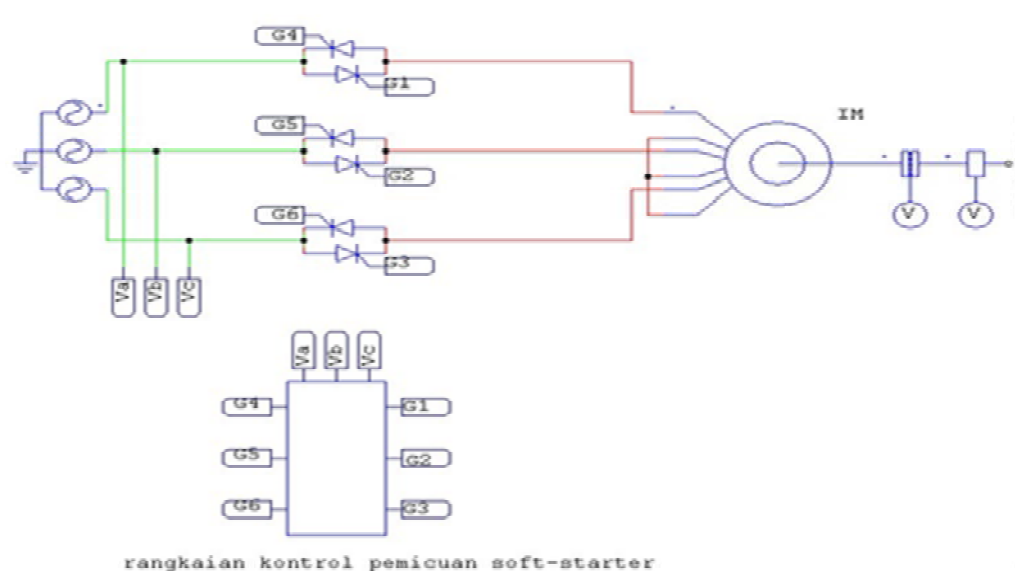 G4
G1
IM
G5
G2
V V
G6
G3
Va Vb Vc
Va Vb Vc
G4 G1
G5 G2
G6 G3
rangkaian kontrol pemicuan soft-starter